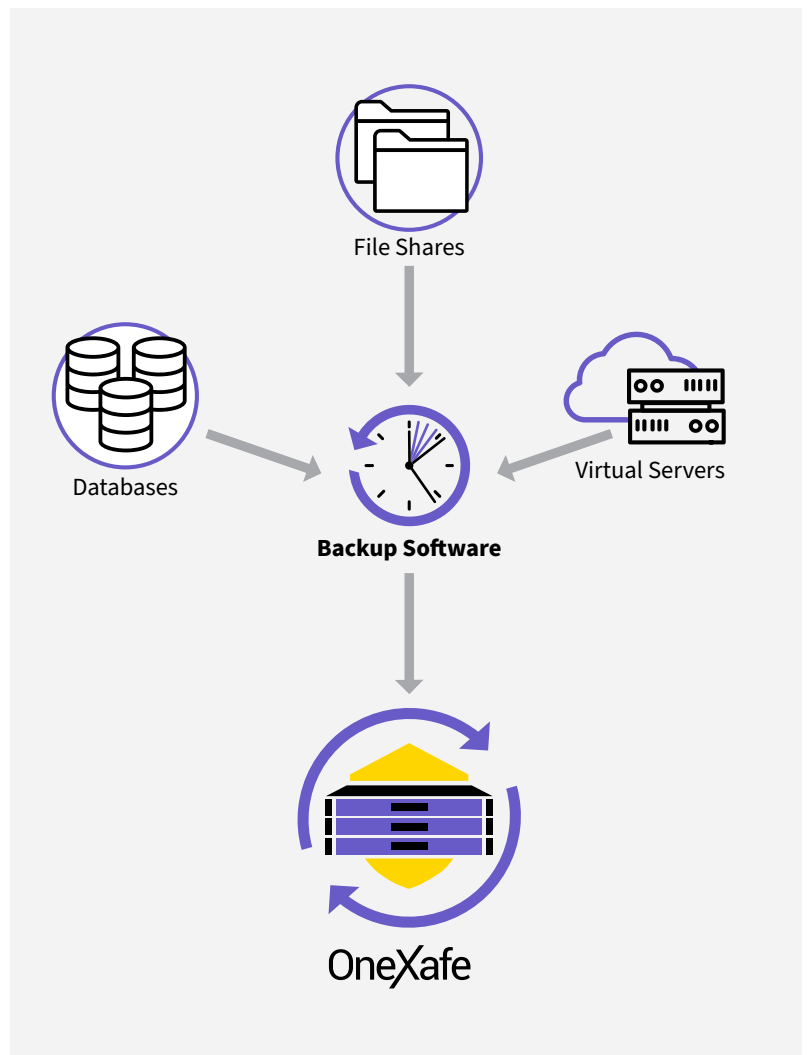 File Shares
Databases
Virtual Servers
Backup Software
OneXafe